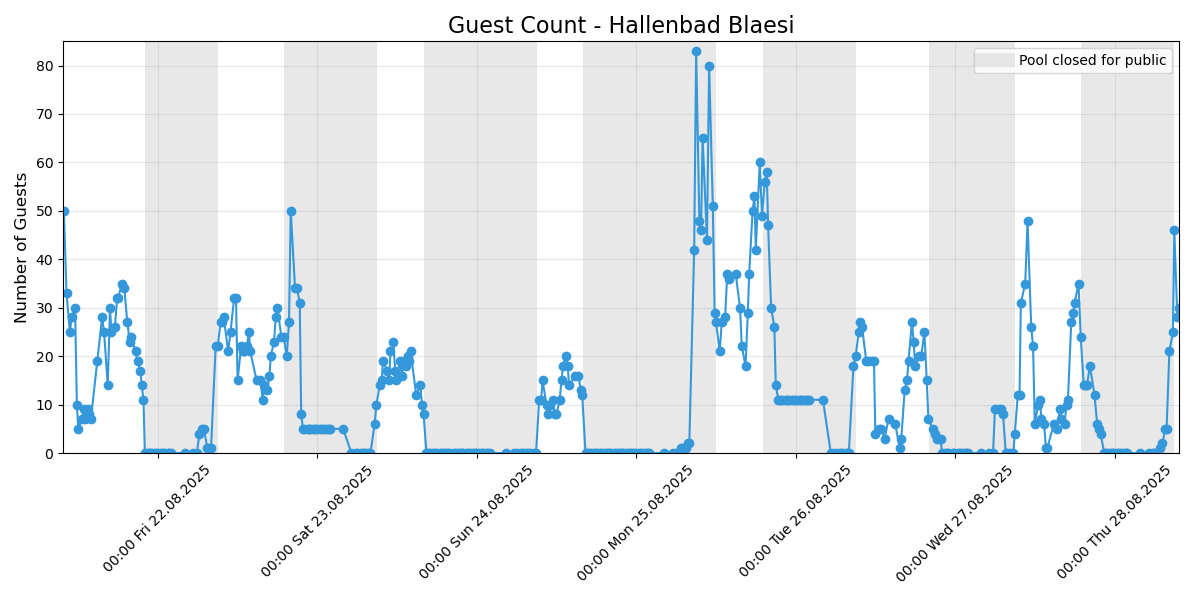 Guest Count - Hallenbad Blaesi
Pool closed for public
Number of Guests
80
70
60
50
40
30
20
10
0
00:00 Fri 22.08.2025
00:00 Sat 23.08.2025
00:00 Sun 24.08.2025
00:00 Mon 25.08.2025
00:00 Tue 26.08.2025
00:00 Wed 27.08.2025
00:00 Thu 28.08.2025